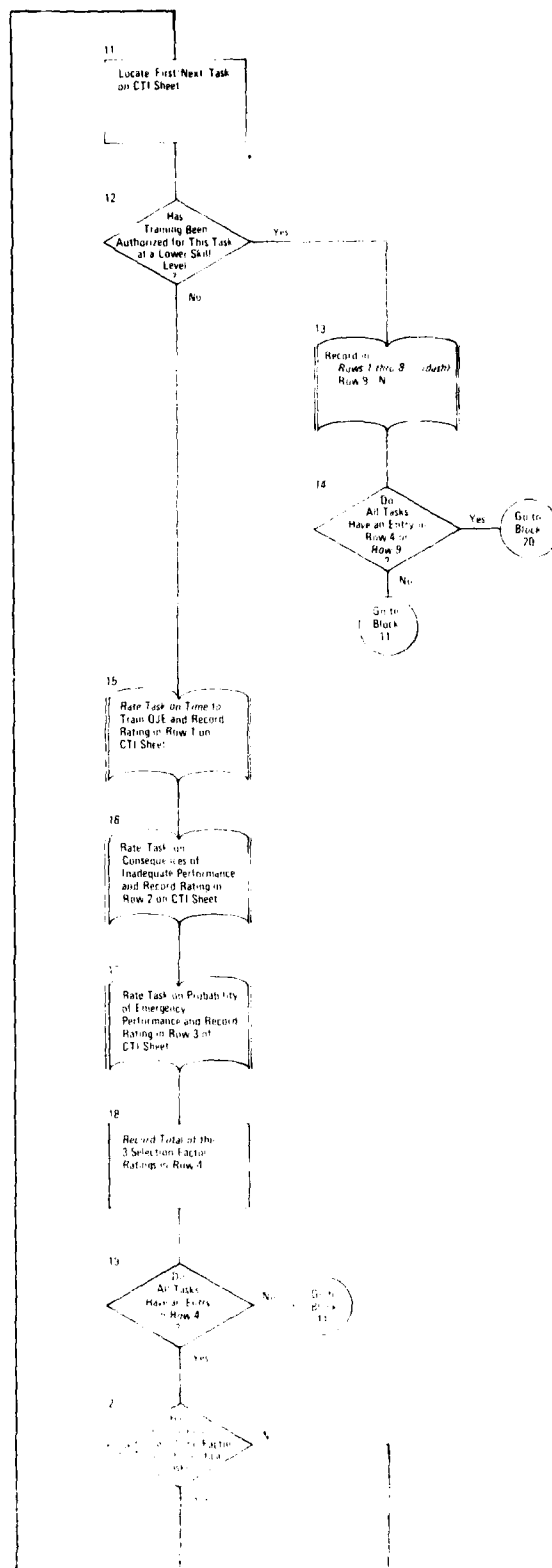 11
Locate First/Next Task
on CTI Sheet
12
Has
Training Been
Authorized for This Task
at a Lower Skill
Level
?
Yes
No
13
Record in
Rows 1 thru 8 (dash)
Row 9 N
14
Do
All Tasks
Have an Entry in
Row 4 or
Row 9
?
Yes
Go to
Block
20
No
Go to
Block
11
15
Rate Task on Time to
Train OJE and Record
Rating in Row 1 on
CTI Sheet
16
Rate Task on
Consequences of
Inadequate Performance
and Record Rating in
Row 2 on CTI Sheet
Rate Task on Probability
of Emergency
Performance and Record
Rating in Row 3 of
CTI Sheet
18
Record Total of the
3 Selection Factor
Ratings in Row 4
Do
All Tasks
Have an Entry
Row 4
?
No
Go to
Block
11
Yes
2